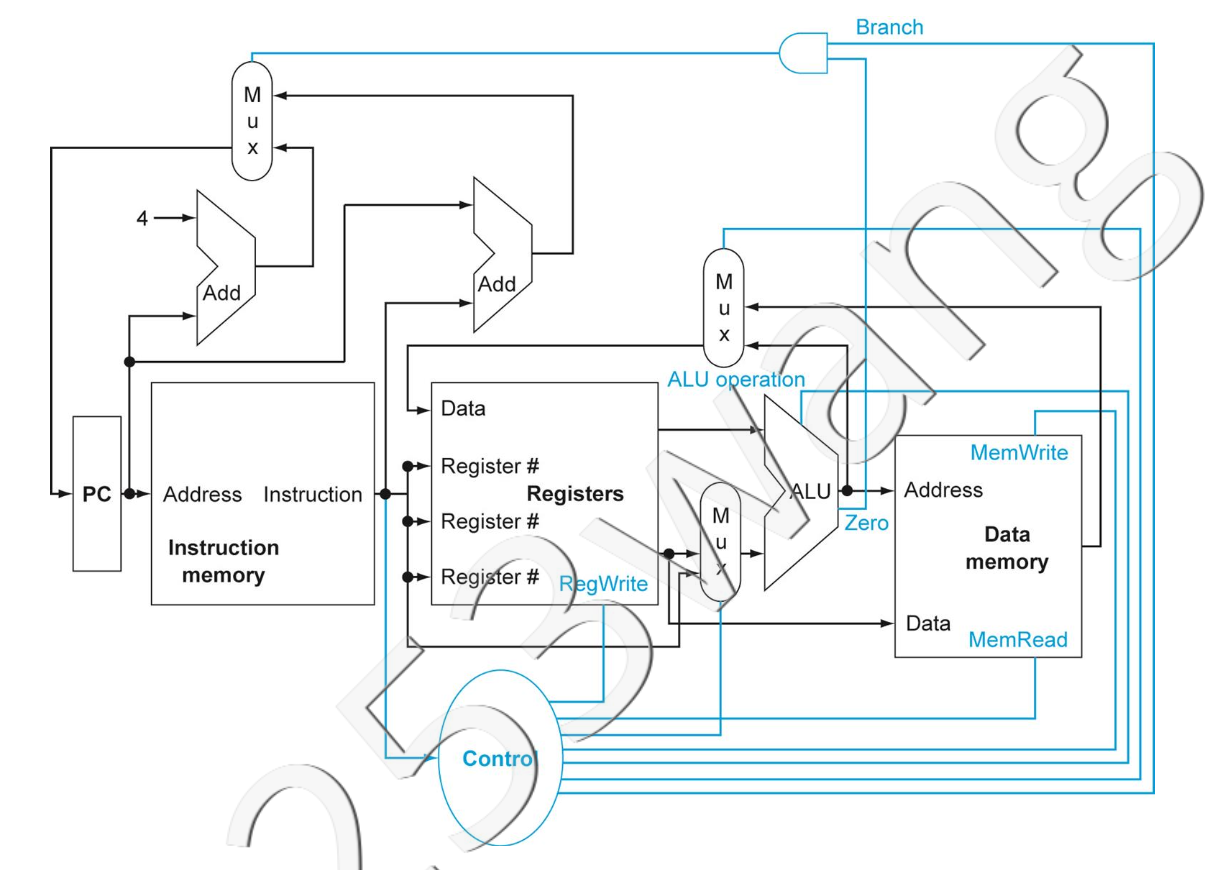 Branch
M
u
x
4
Add
Add
M
u
x
ALU operation
Data
Register #
Register #
Register #
Registers
RegWrite
PC
Address
Instruction
Instruction
memory
M
u
x
ALU
Zero
MemWrite
Address
Data
memory
Data
MemRead
Control
253wang